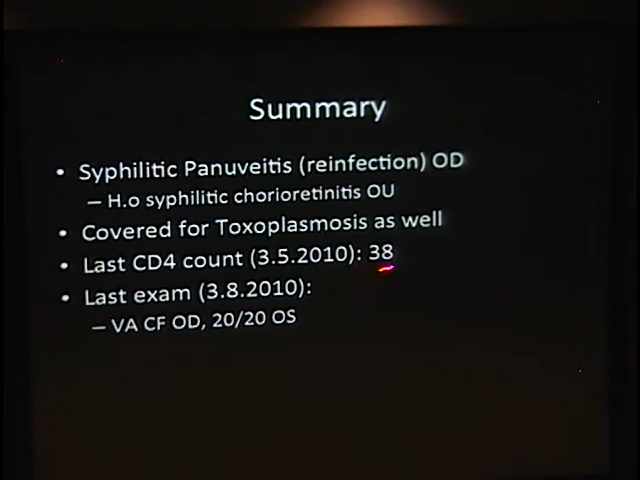 Summary
• Syphilitic Panuveitis (reinfection) OD
– H.o syphilitic chorioretinitis OU
• Covered for Toxoplasmosis as well
• Last CD4 count (3.5.2010): 38
• Last exam (3.8.2010):
– VA CF OD, 20/20 OS